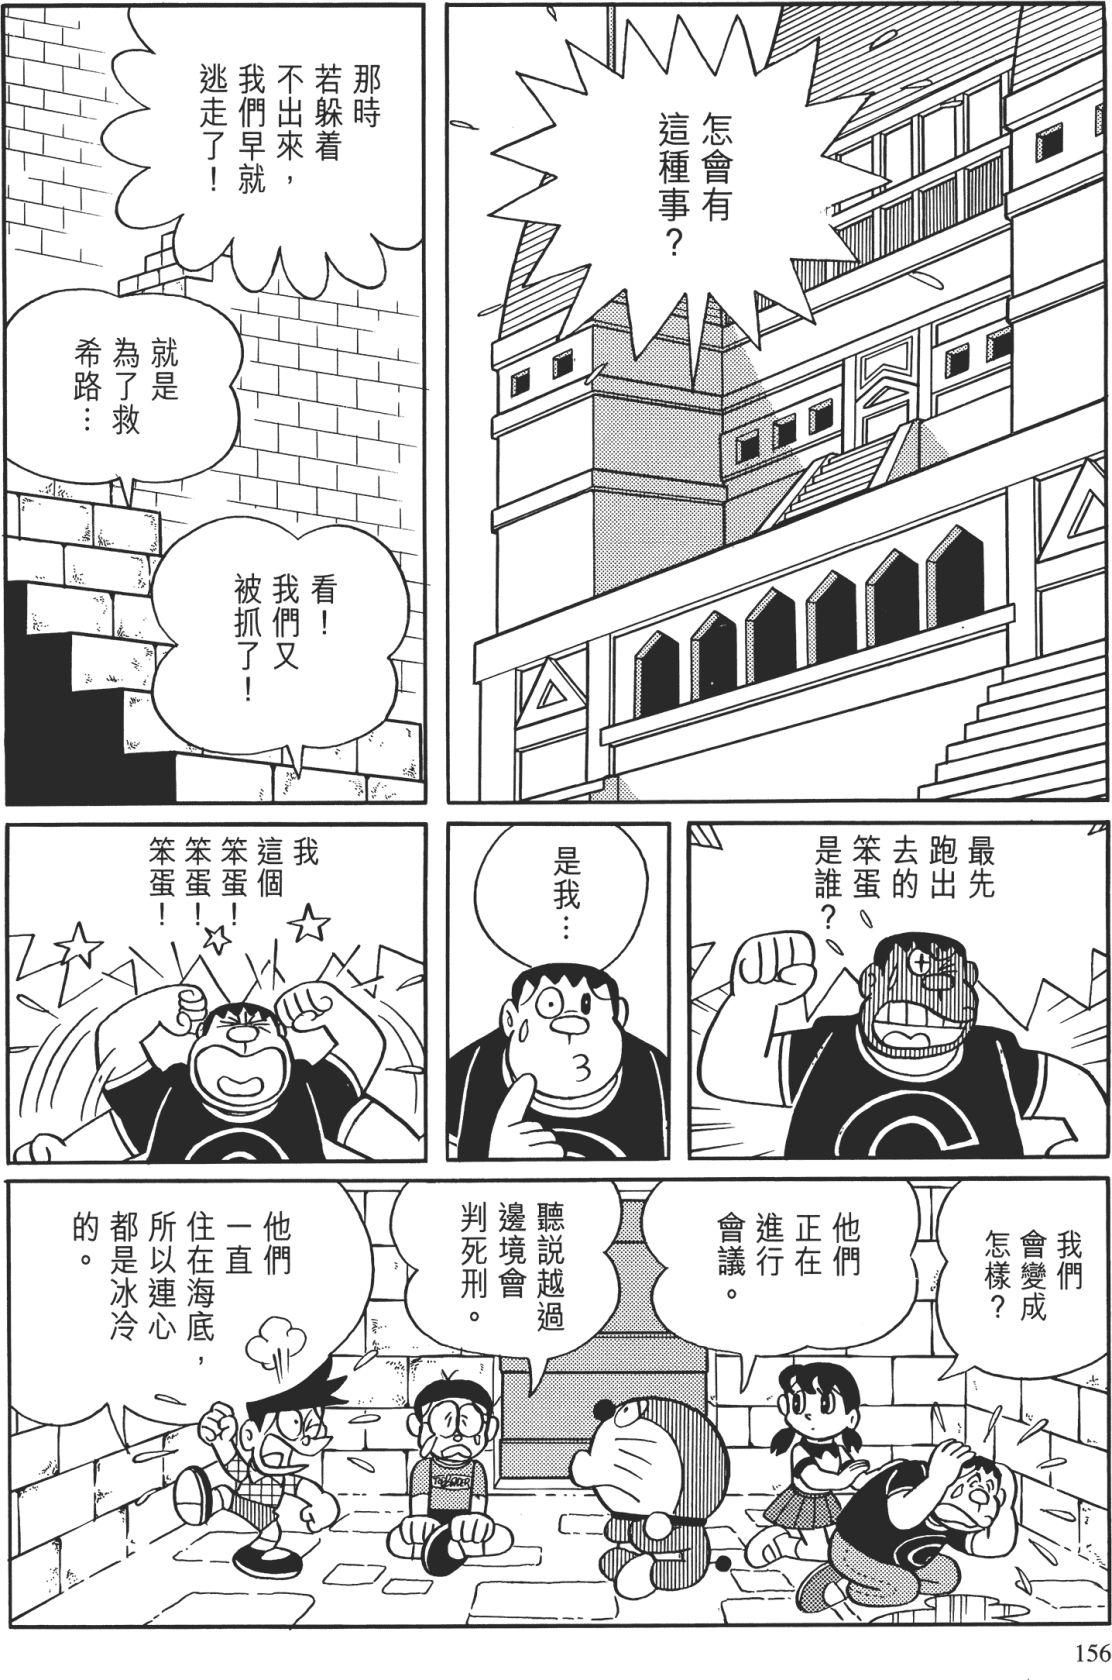 怎會有
這種事?
那時
若躲着
不出來,
我們早就
逃走了!
就是
為了救
希路…
看!
我們又
被抓了!
最先
跑出
去的
笨蛋
是誰?
是我…
我
這個
笨蛋!
笨蛋!
笨蛋!
我們
會變成
怎樣?
他們
正在
進行
會議。
聽説越過
邊境會
判死刑。
他們
一直
住在海底,
所以連心
都是冰冷
的。
156